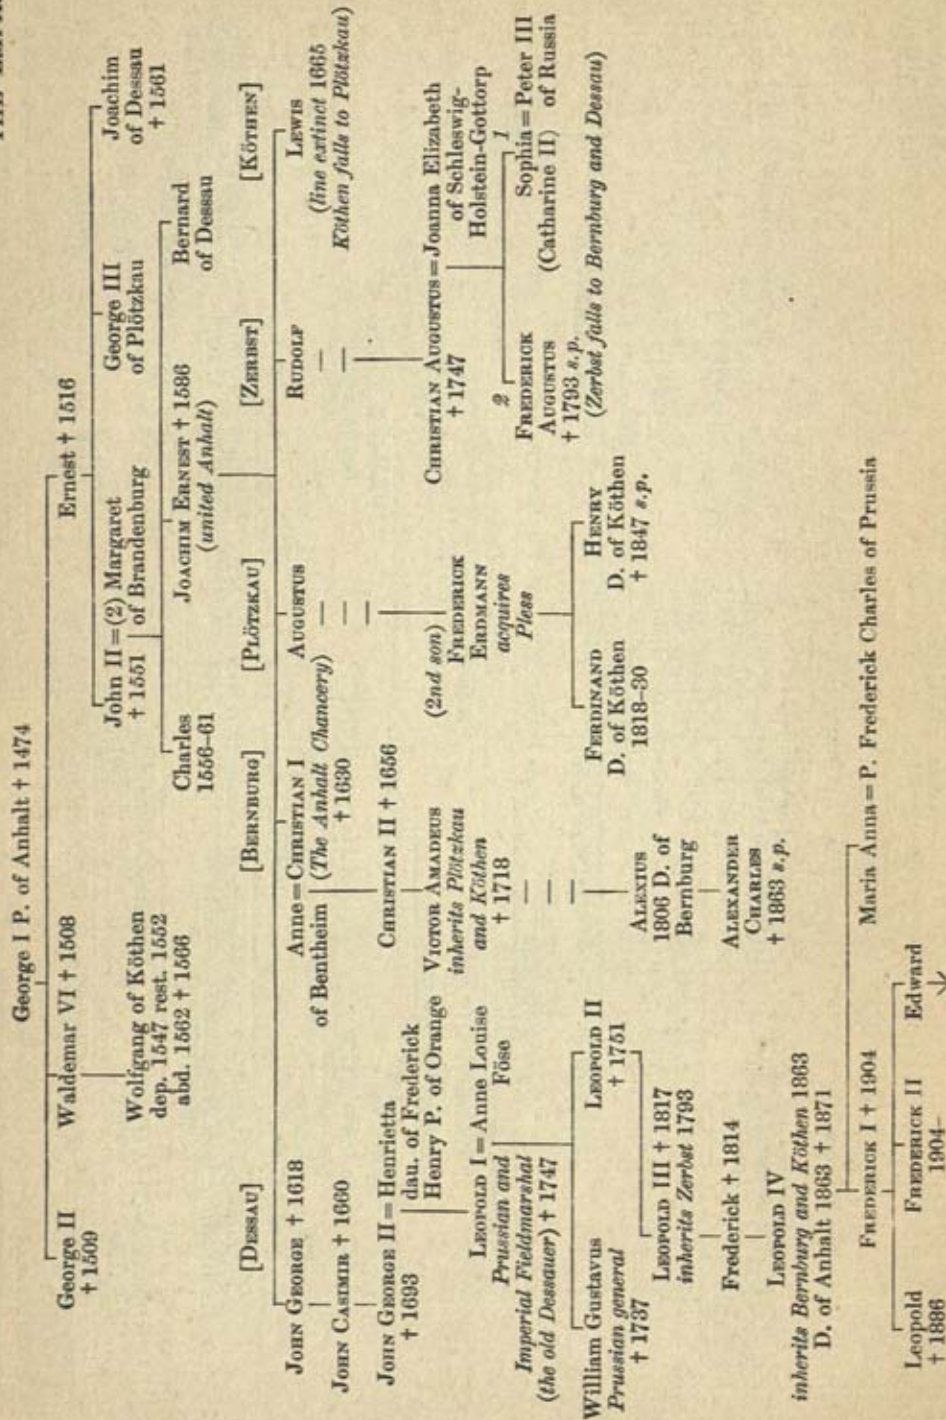 George I P. of Anhalt † 1474
George II
† 1509
Waldemar VI † 1508
Ernest † 1516
Wolfgang of Köthen
dep. 1547 rest. 1552
abd. 1562 † 1566
John II=(2) Margaret
† 1551 of Brandenburg
George III
of Plötzkau
Joachim
of Dessau
† 1561
Charles
1556–61
JOACHIM ERNEST † 1586
(united Anhalt)
Bernard
of Dessau
[DESSAU]
[BERNBURG]
[PLÖTZKAU]
[ZERBST]
[KÖTHEN]
JOHN GEORGE † 1618
Anne=CHRISTIAN I
of Bentheim (The Anhalt Chancery)
† 1630
AUGUSTUS
RUDOLF
LEWIS
(line extinct 1665
Köthen falls to Plötzkau)
JOHN CASIMIR † 1660
CHRISTIAN II † 1656
JOHN GEORGE II=Henrietta
† 1693 dau. of Frederick
Henry P. of Orange
VICTOR AMADEUS
inherits Plötzkau
and Köthen
† 1718
(2nd son)
FREDERICK
ERDMANN
acquires
Pless
CHRISTIAN AUGUSTUS=Joanna Elizabeth
† 1747 of Schleswig-
Holstein-Gottorp
LEOPOLD I=Anne Louise
Prussian and Föse
Imperial Fieldmarshal
(the old Dessauer) † 1747
2
FREDERICK
AUGUSTUS
† 1793 s.p.
1
Sophia=Peter III
(Catharine II) of Russia
(Zerbst falls to Bernburg and Dessau)
William Gustavus
Prussian general
† 1737
LEOPOLD II
† 1751
FERDINAND
D. of Köthen
1818–30
HENRY
D. of Köthen
† 1847 s.p.
LEOPOLD III † 1817
inherits Zerbst 1793
ALEXIUS
1806 D. of
Bernburg
Frederick † 1814
ALEXANDER
CHARLES
† 1863 s.p.
LEOPOLD IV
inherits Bernburg and Köthen 1863
D. of Anhalt 1863 † 1871
FREDERICK I † 1904
Maria Anna=P. Frederick Charles of Prussia
Leopold
† 1886
FREDERICK II
1904–
Edward